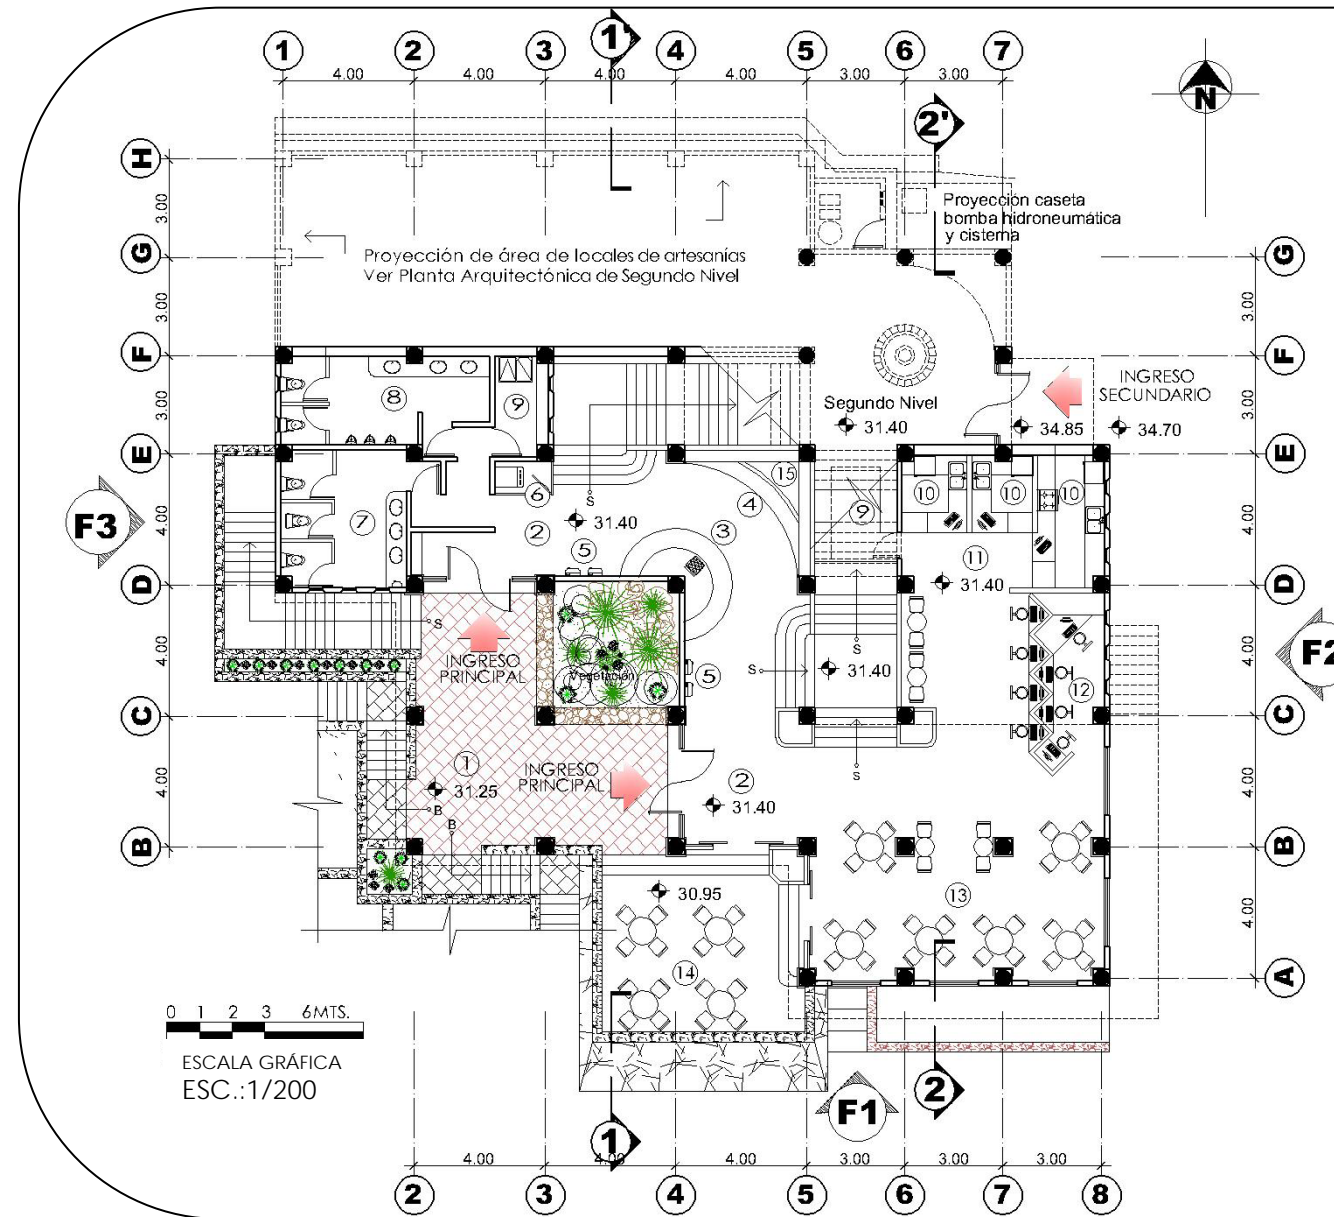 1 2 3 1' 4 5 6 7
4.00 4.00 4.00 4.00 3.00 3.00
N
2'
H
3.00
Proyección caseta
bomba hidroneumática
y cisterna
G G
Proyección de área de locales de artesanías
Ver Planta Arquitectónica de Segundo Nivel
3.00 3.00
F F
INGRESO
SECUNDARIO
8 9
Segundo Nivel
31.40 34.85 34.70
3.00 3.00
E E
15
6 4 9 10 10 10
S
F3 7 2 31.40 3 11
4.00 4.00
5
31.40
D D
S
INGRESO
PRINCIPAL
Vegetación
5
S S 31.40
12
F2
4.00 4.00
C C
S
1
31.25
INGRESO
PRINCIPAL
2
31.40
4.00 4.00
B B
B B
30.95
13
14
4.00
A
0 1 2 3 6MTS.
ESCALA GRÁFICA
ESC.:1/200
F1 2
1
4.00 4.00 4.00 3.00 3.00 3.00
2 3 4 5 6 7 8